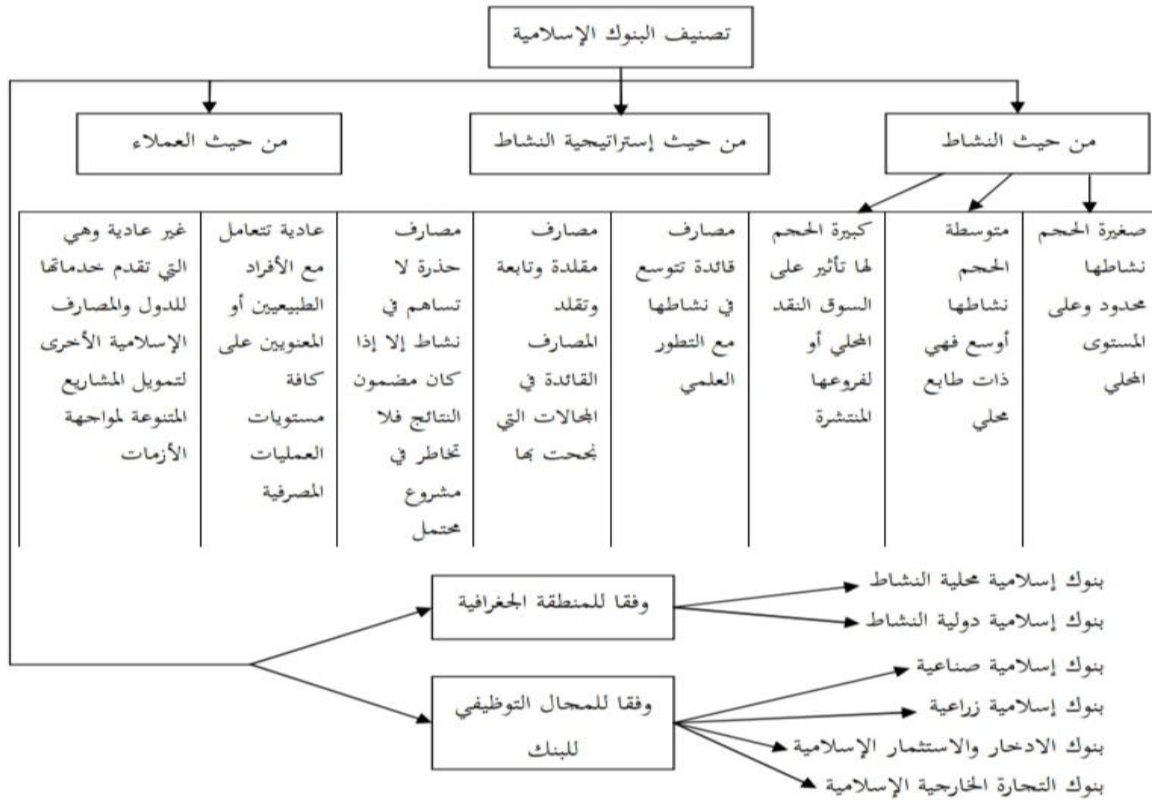 تصنيف البنوك الإسلامية
من حيث النشاط
من حيث إستراتيجية النشاط
من حيث العملاء
صغيرة الحجم
نشاطها
محدود وعلى
المستوى
المحلي
متوسطة
الحجم
نشاطها
أوسع فهي
ذات طابع
محلي
كبيرة الحجم
لها تأثير على
السوق النقد
المحلي أو
لفروعها
المنتشرة
مصارف
قائدة تتوسع
في نشاطها
مع التطور
العلمي
مصارف
مقلدة وتابعة
وتقلد
المصارف
القائدة في
المجالات التي
نجحت بها
مصارف
حذرة لا
تساهم في
نشاط إلا إذا
كان مضمون
النتائج فلا
تخاطر في
مشروع
محتمل
عادية تتعامل
مع الأفراد
الطبيعيين أو
المعنويين على
كافة
مستويات
العمليات
المصرفية
غير عادية وهي
التي تقدم خدماتها
للدول والمصارف
الإسلامية الأخرى
لتمويل المشاريع
المتنوعة لمواجهة
الأزمات
وفقا للمنطقة الجغرافية
بنوك إسلامية محلية النشاط
بنوك إسلامية دولية النشاط
وفقا للمجال التوظيفي
للبنك
بنوك إسلامية صناعية
بنوك إسلامية زراعية
بنوك الادخار والاستثمار الإسلامية
بنوك التجارة الخارجية الإسلامية